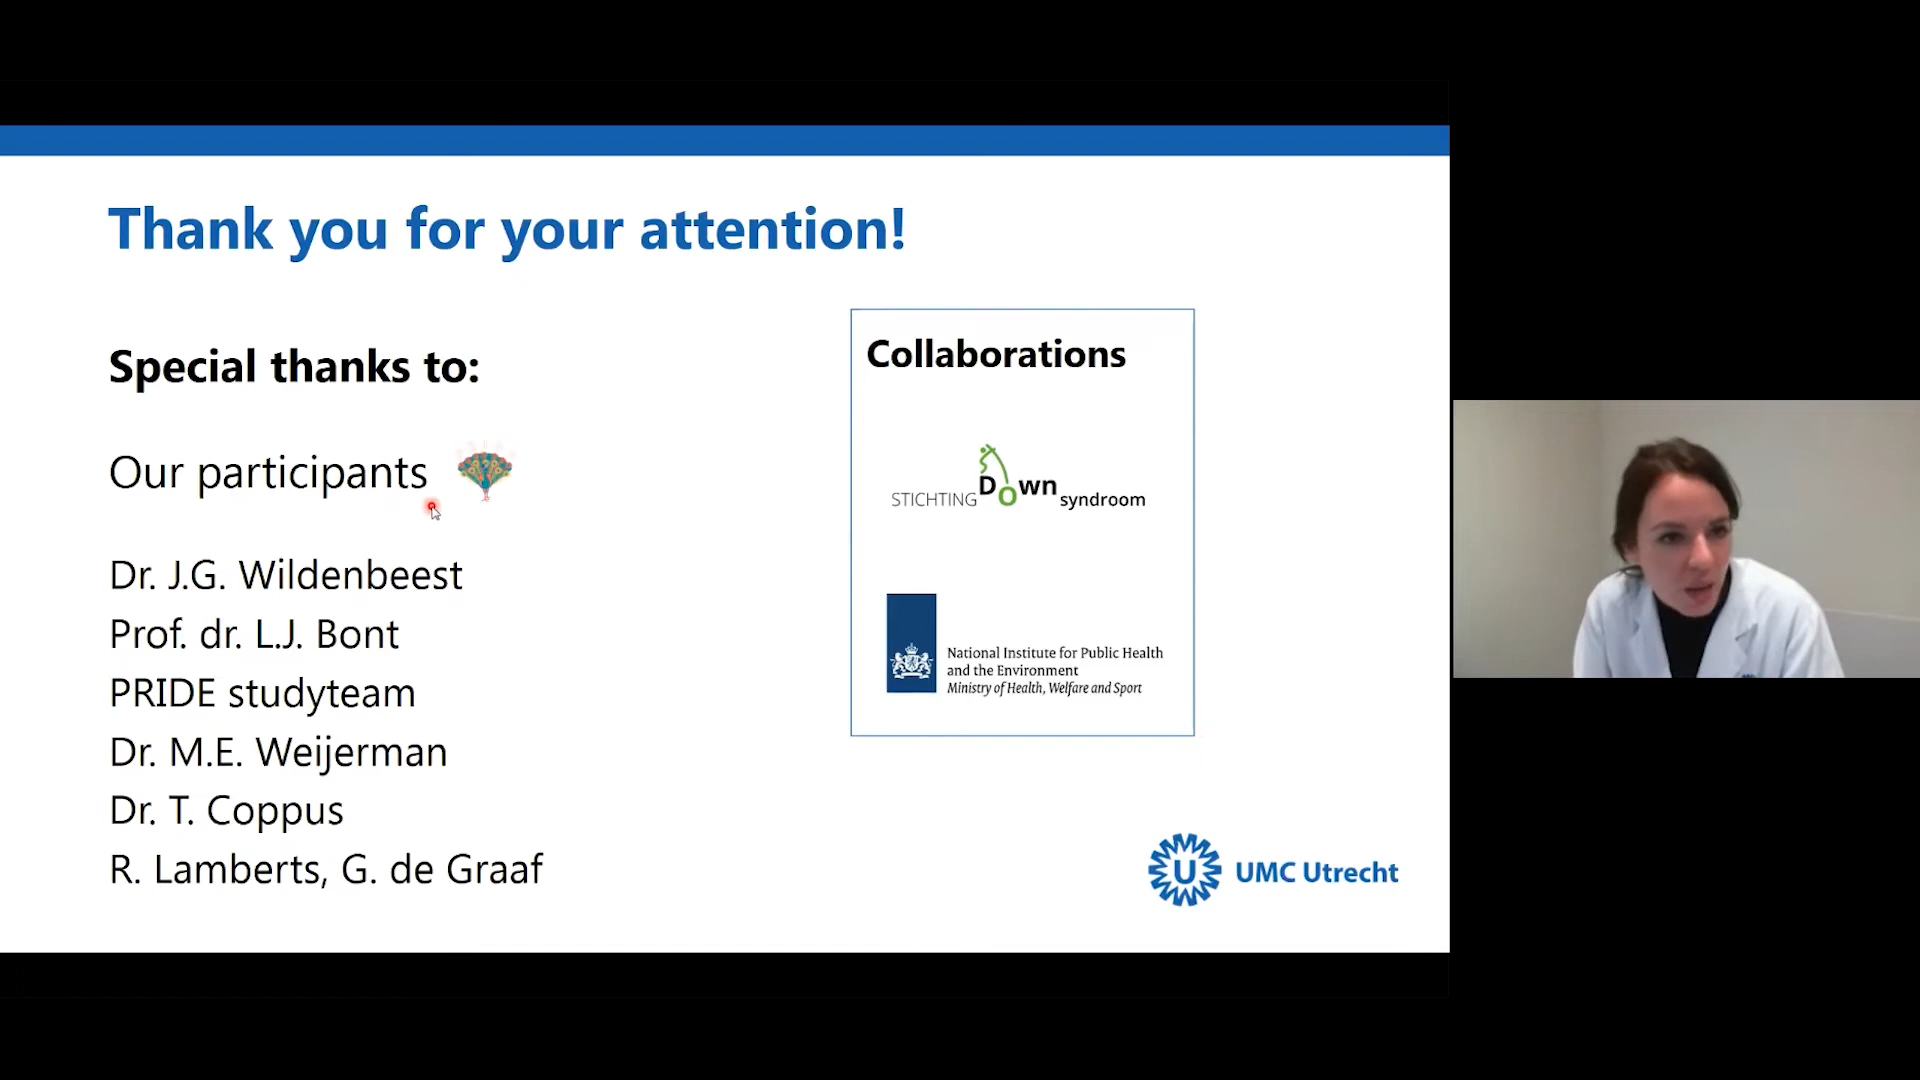 Thank you for your attention!
Special thanks to:
Our participants
Dr. J.G. Wildenbeest
Prof. dr. L.J. Bont
PRIDE studyteam
Dr. M.E. Weijerman
Dr. T. Coppus
R. Lamberts, G. de Graaf
Collaborations
STICHTING Down syndroom
National Institute for Public Health
and the Environment
Ministry of Health, Welfare and Sport
U UMC Utrecht